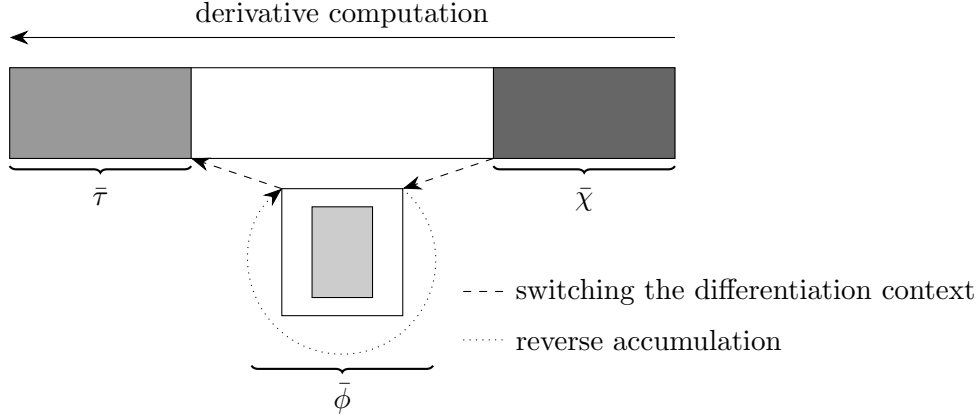 derivative computation
τ̄
χ̄
switching the differentiation context
reverse accumulation
ϕ̄